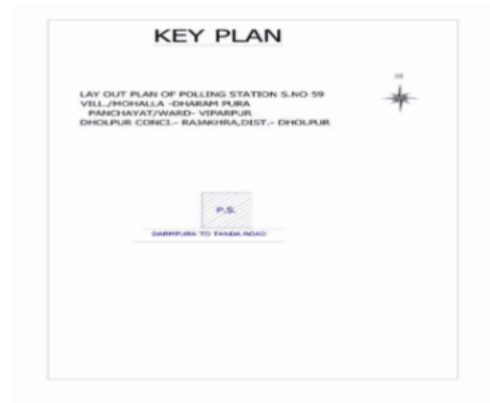 KEY PLAN
LAY OUT PLAN OF POLLING STATION S.NO 59
VILL./MOHALLA -DHARAM PURA
PANCHAYAT/WARD- VIPARPUR
DHOLPUR CONCI.- RAJAKHRA,DIST.- DHOLPUR
P.S.
DARMPURA TO TANDA ROAD